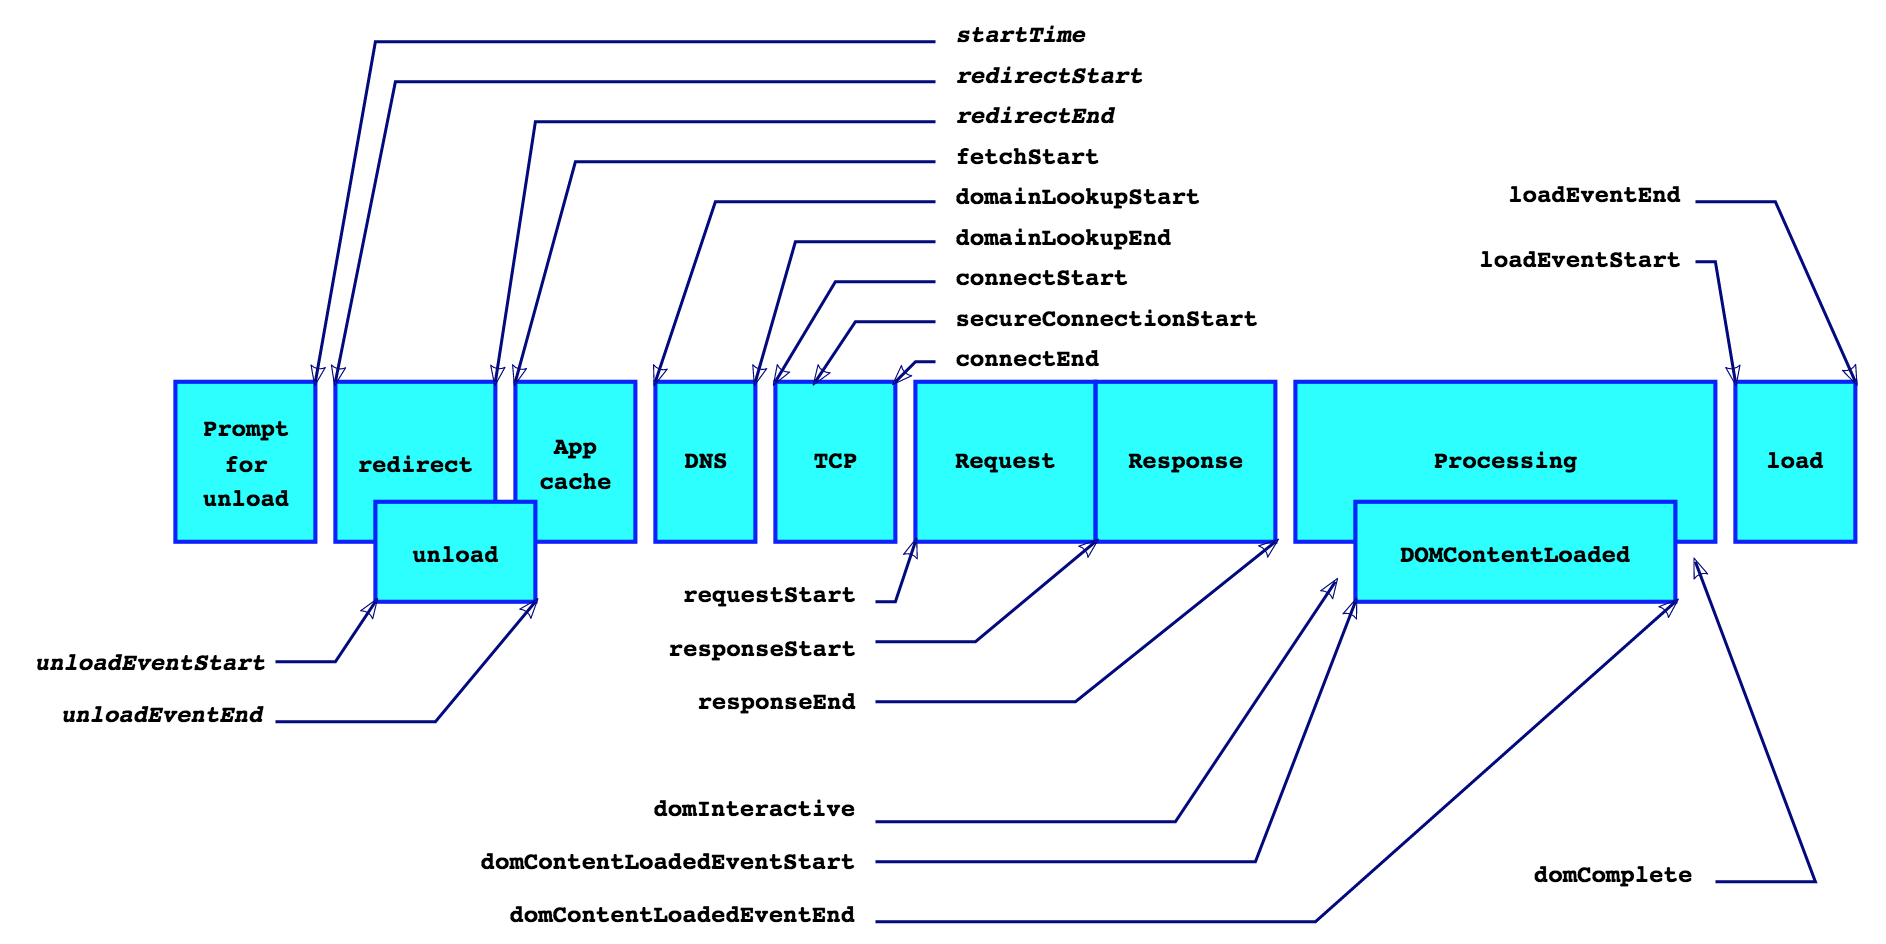 startTime
redirectStart
redirectEnd
fetchStart
domainLookupStart
domainLookupEnd
connectStart
secureConnectionStart
connectEnd
loadEventEnd
loadEventStart
Prompt
for
unload
redirect
App
cache
DNS
TCP
Request
Response
Processing
load
unload
DOMContentLoaded
unloadEventStart
unloadEventEnd
requestStart
responseStart
responseEnd
domInteractive
domContentLoadedEventStart
domContentLoadedEventEnd
domComplete